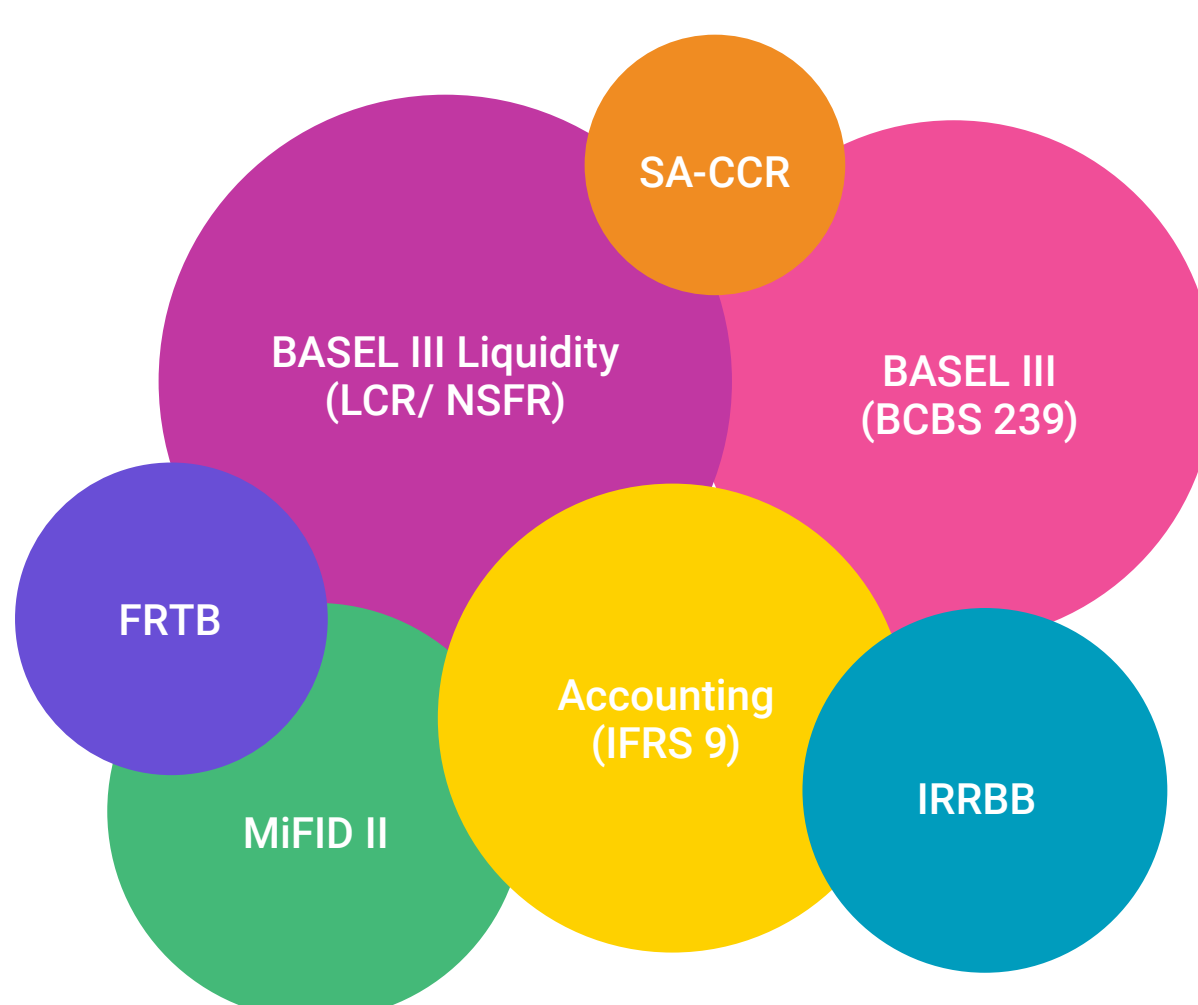 SA-CCR
BASEL III Liquidity
(LCR/ NSFR)
BASEL III
(BCBS 239)
FRTB
Accounting
(IFRS 9)
IRRBB
MiFID II